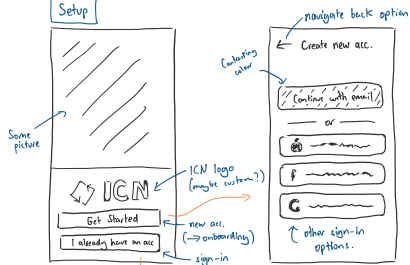 Setup
navigate back option
Create new acc.
Contrasting
colour
Continue with email
or
Some
picture
ICN
ICN logo
(maybe custom?)
Get Started
new acc.
(→ onboarding)
I already have an acc
sign-in
f
G
other sign-in
options.